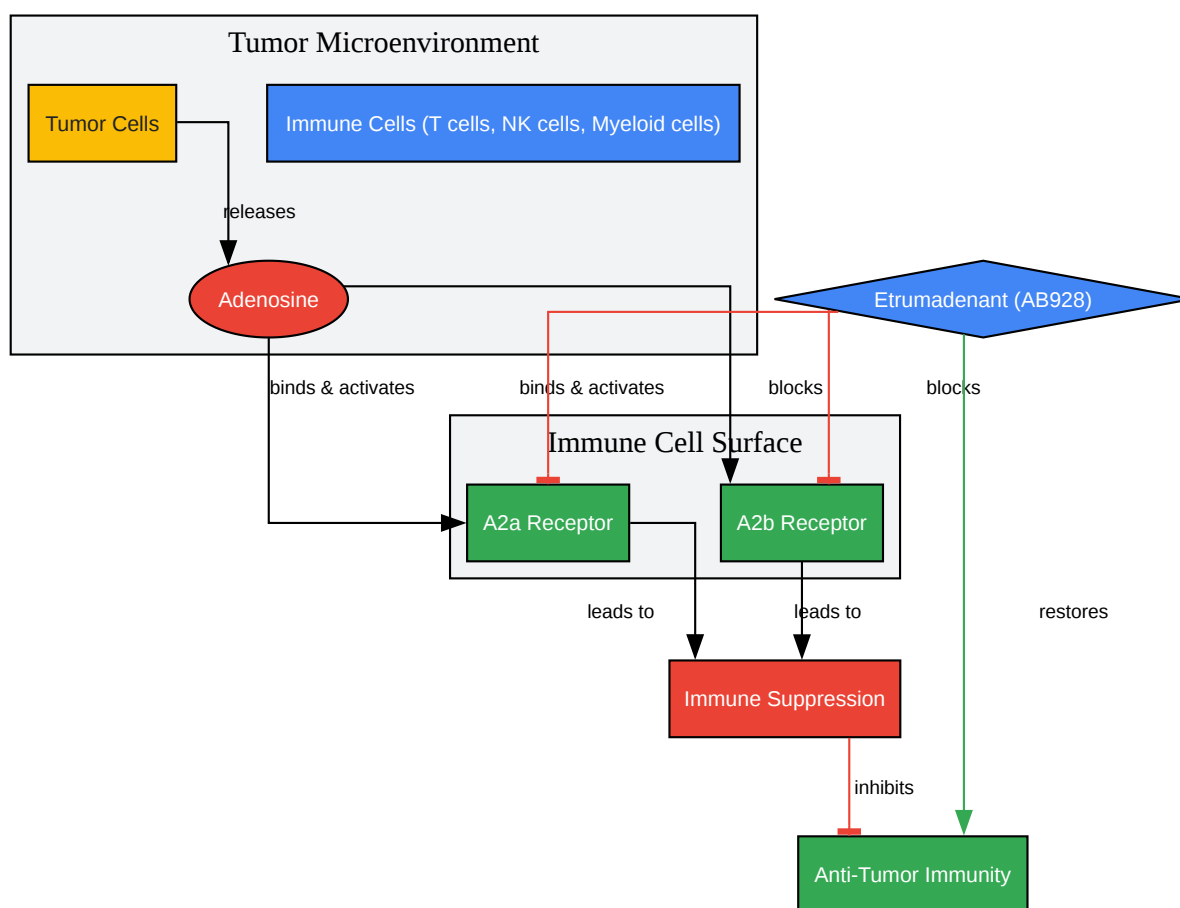 Tumor Microenvironment
Tumor Cells
Immune Cells (T cells, NK cells, Myeloid cells)
releases
Adenosine
Etrumadenant (AB928)
binds & activates
binds & activates
blocks
blocks
Immune Cell Surface
A2a Receptor
A2b Receptor
leads to
leads to
restores
Immune Suppression
inhibits
Anti-Tumor Immunity